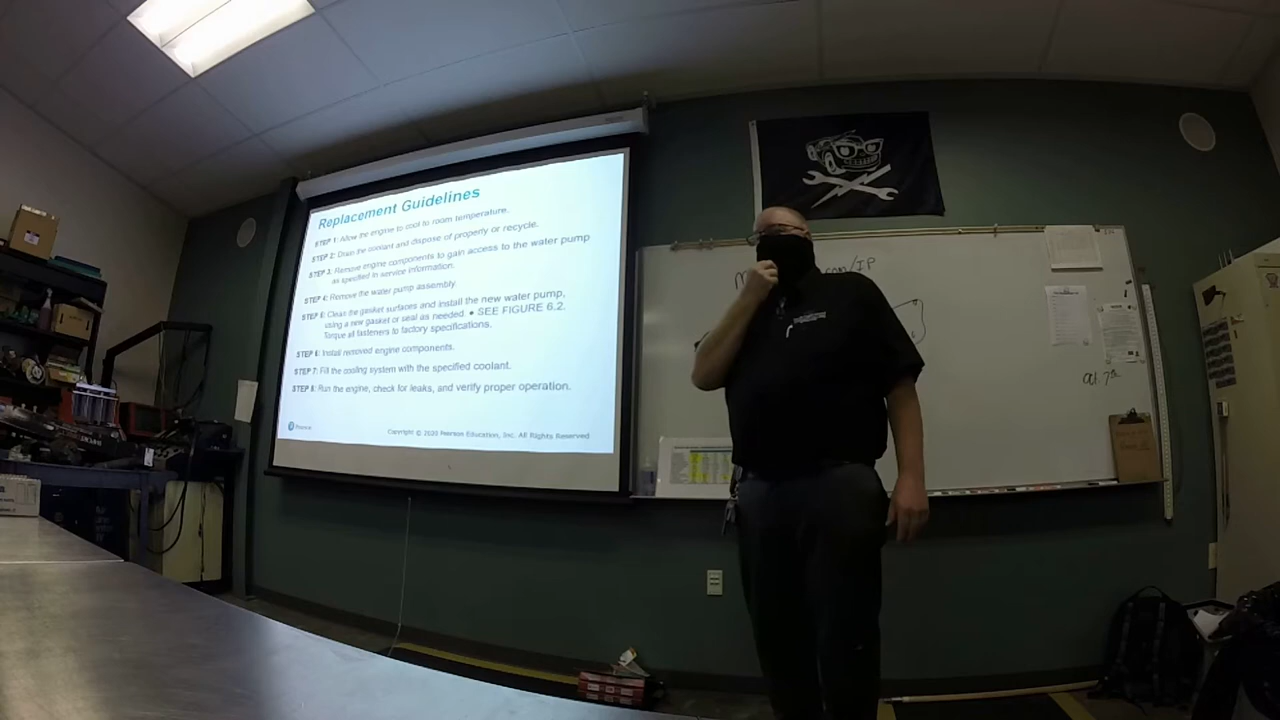 Replacement Guidelines
STEP 1: Allow the engine to cool to room temperature.
STEP 2: Drain the coolant and dispose of properly or recycle.
STEP 3: Remove engine components to gain access to the water pump
as specified in service information.
STEP 4: Remove the water pump assembly.
STEP 5: Clean the gasket surfaces and install the new water pump,
using a new gasket or seal as needed. • SEE FIGURE 6.2.
Torque all fasteners to factory specifications.
STEP 6: Install removed engine components.
STEP 7: Fill the cooling system with the specified coolant.
STEP 8: Run the engine, check for leaks, and verify proper operation.
Pearson
Copyright © 2020 Pearson Education, Inc. All Rights Reserved